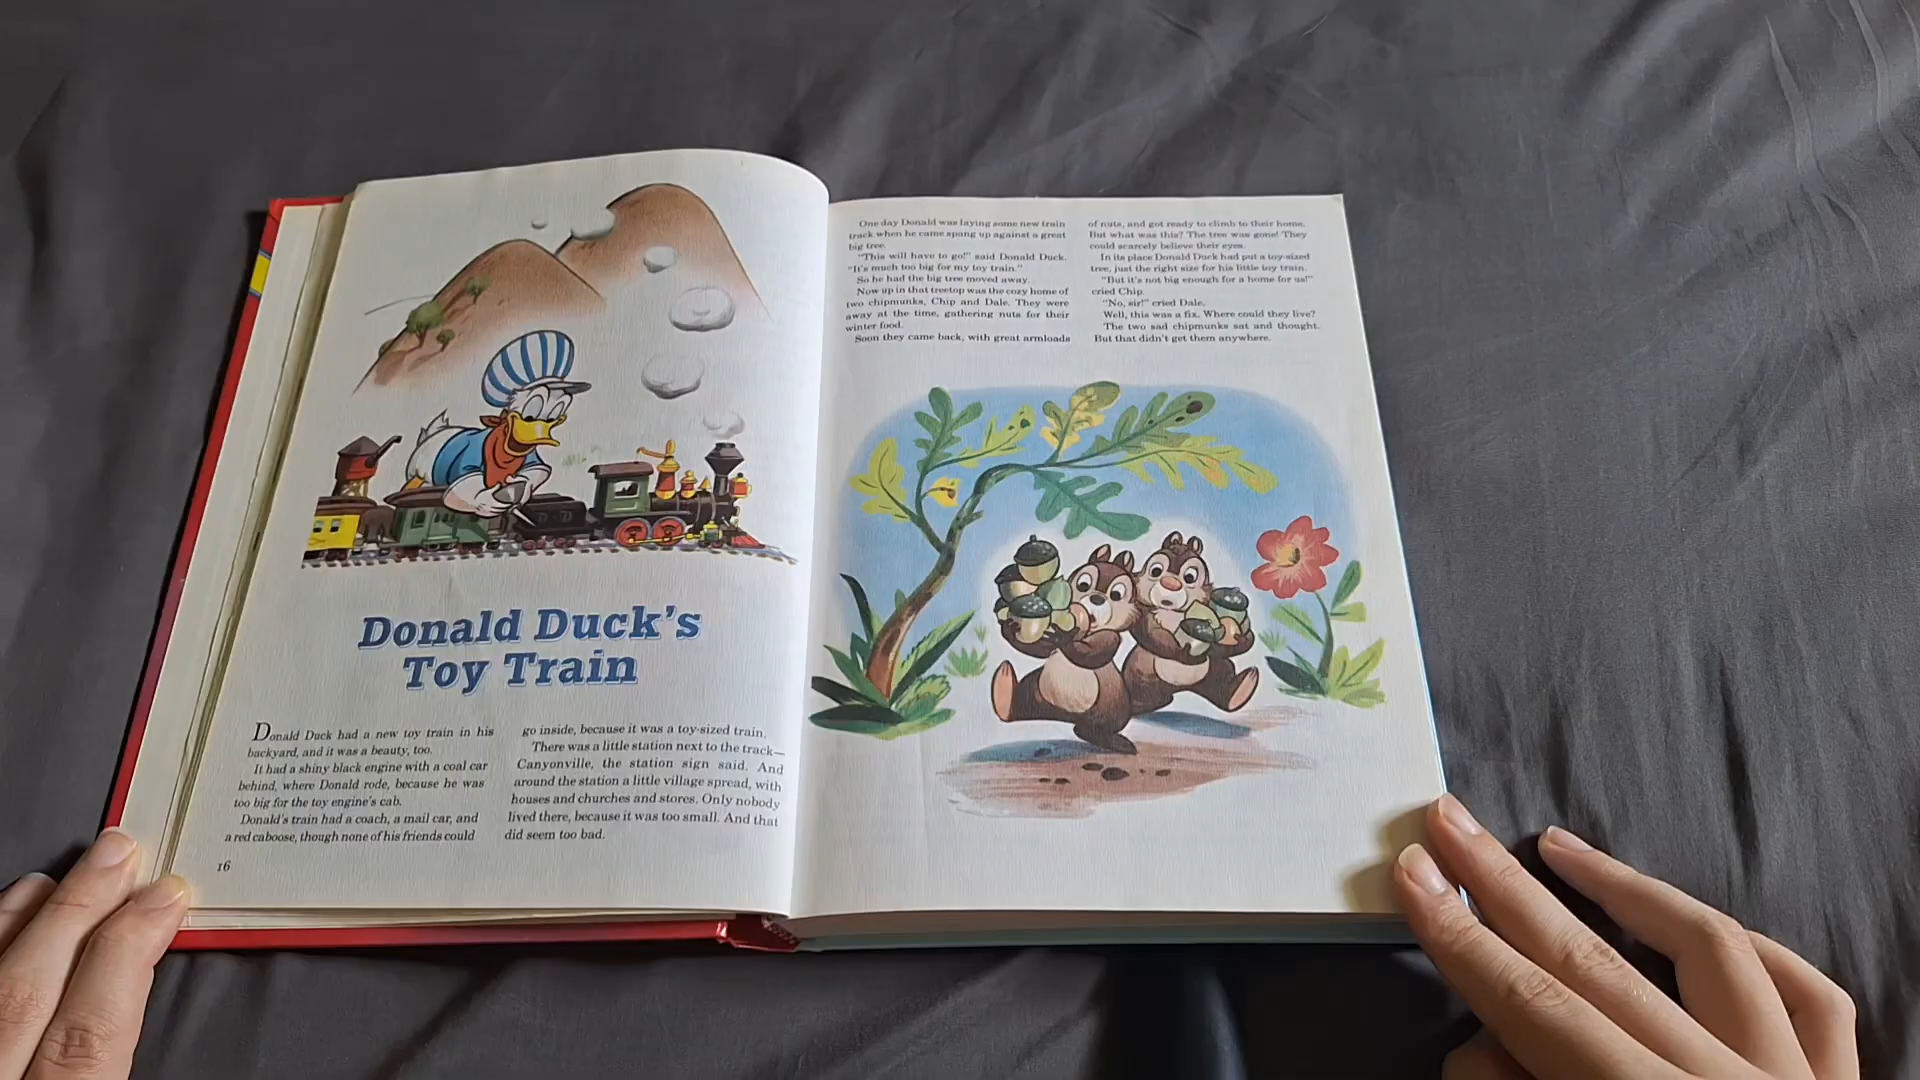 Donald Duck's
Toy Train
Donald Duck had a new toy train in his
backyard, and it was a beauty, too.
It had a shiny black engine with a coal car
behind, where Donald rode, because he was
too big for the toy engine's cab.
Donald's train had a coach, a mail car, and
a red caboose, though none of his friends could
go inside, because it was a toy-sized train.
There was a little station next to the track—
Canyonville, the station sign said. And
around the station a little village spread, with
houses and churches and stores. Only nobody
lived there, because it was too small. And that
did seem too bad.
16
One day Donald was laying some new train
track when he came spang up against a great
big tree.
"This will have to go!" said Donald Duck.
"It's much too big for my toy train."
So he had the big tree moved away.
Now up in that treetop was the cozy home of
two chipmunks, Chip and Dale. They were
away at the time, gathering nuts for their
winter food.
Soon they came back, with great armloads
of nuts, and got ready to climb to their home.
But what was this? The tree was gone! They
could scarcely believe their eyes.
In its place Donald Duck had put a toy-sized
tree, just the right size for his little toy train.
"But it's not big enough for a home for us!"
cried Chip.
"No, sir!" cried Dale.
Well, this was a fix. Where could they live?
The two sad chipmunks sat and thought.
But that didn't get them anywhere.